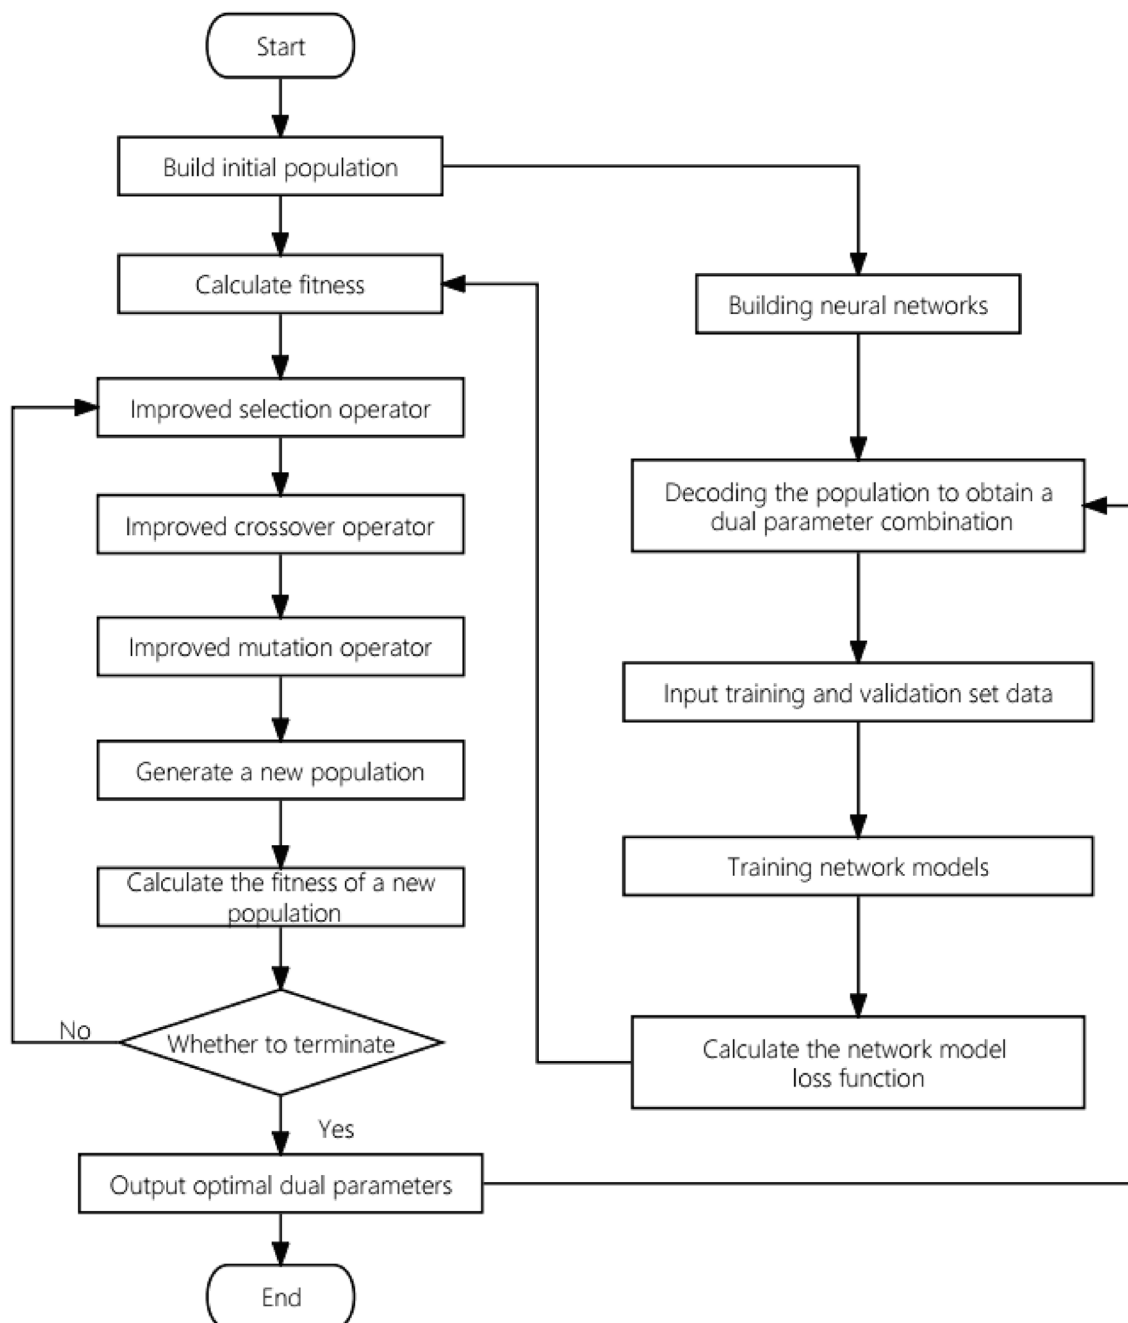 Start
Build initial population
Calculate fitness
Building neural networks
Improved selection operator
Decoding the population to obtain a
dual parameter combination
Improved crossover operator
Improved mutation operator
Input training and validation set data
Generate a new population
Training network models
Calculate the fitness of a new
population
No
Whether to terminate
Calculate the network model
loss function
Yes
Output optimal dual parameters
End